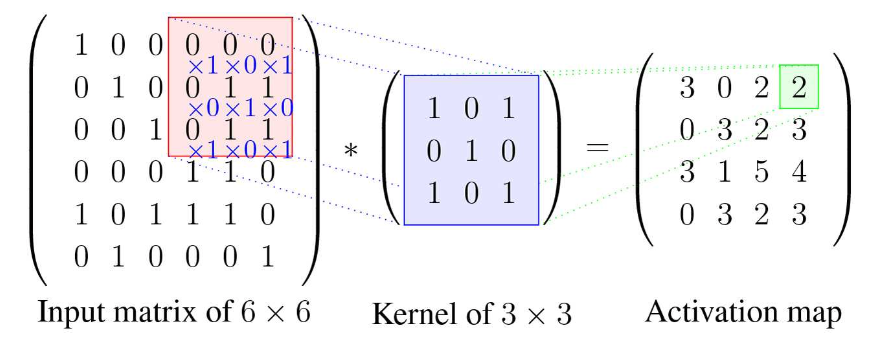 1 0 0 0 0 0
×1 ×0 ×1
0 1 0 0 1 1
×0 ×1 ×0
0 0 1 0 1 1
×1 ×0 ×1
0 0 0 1 1 0
1 0 1 1 1 0
0 1 0 0 0 1
*
1 0 1
0 1 0
1 0 1
=
3 0 2 2
0 3 2 3
3 1 5 4
0 3 2 3
Input matrix of 6 × 6
Kernel of 3 × 3
Activation map